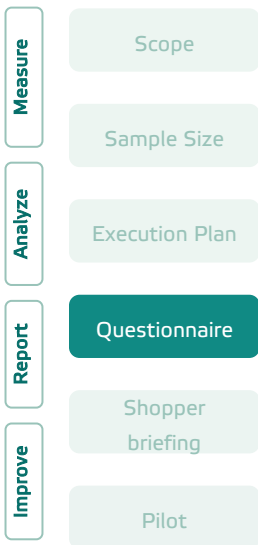 Measure
Scope
Sample Size
Analyze
Execution Plan
Questionnaire
Report
Shopper
briefing
Improve
Pilot